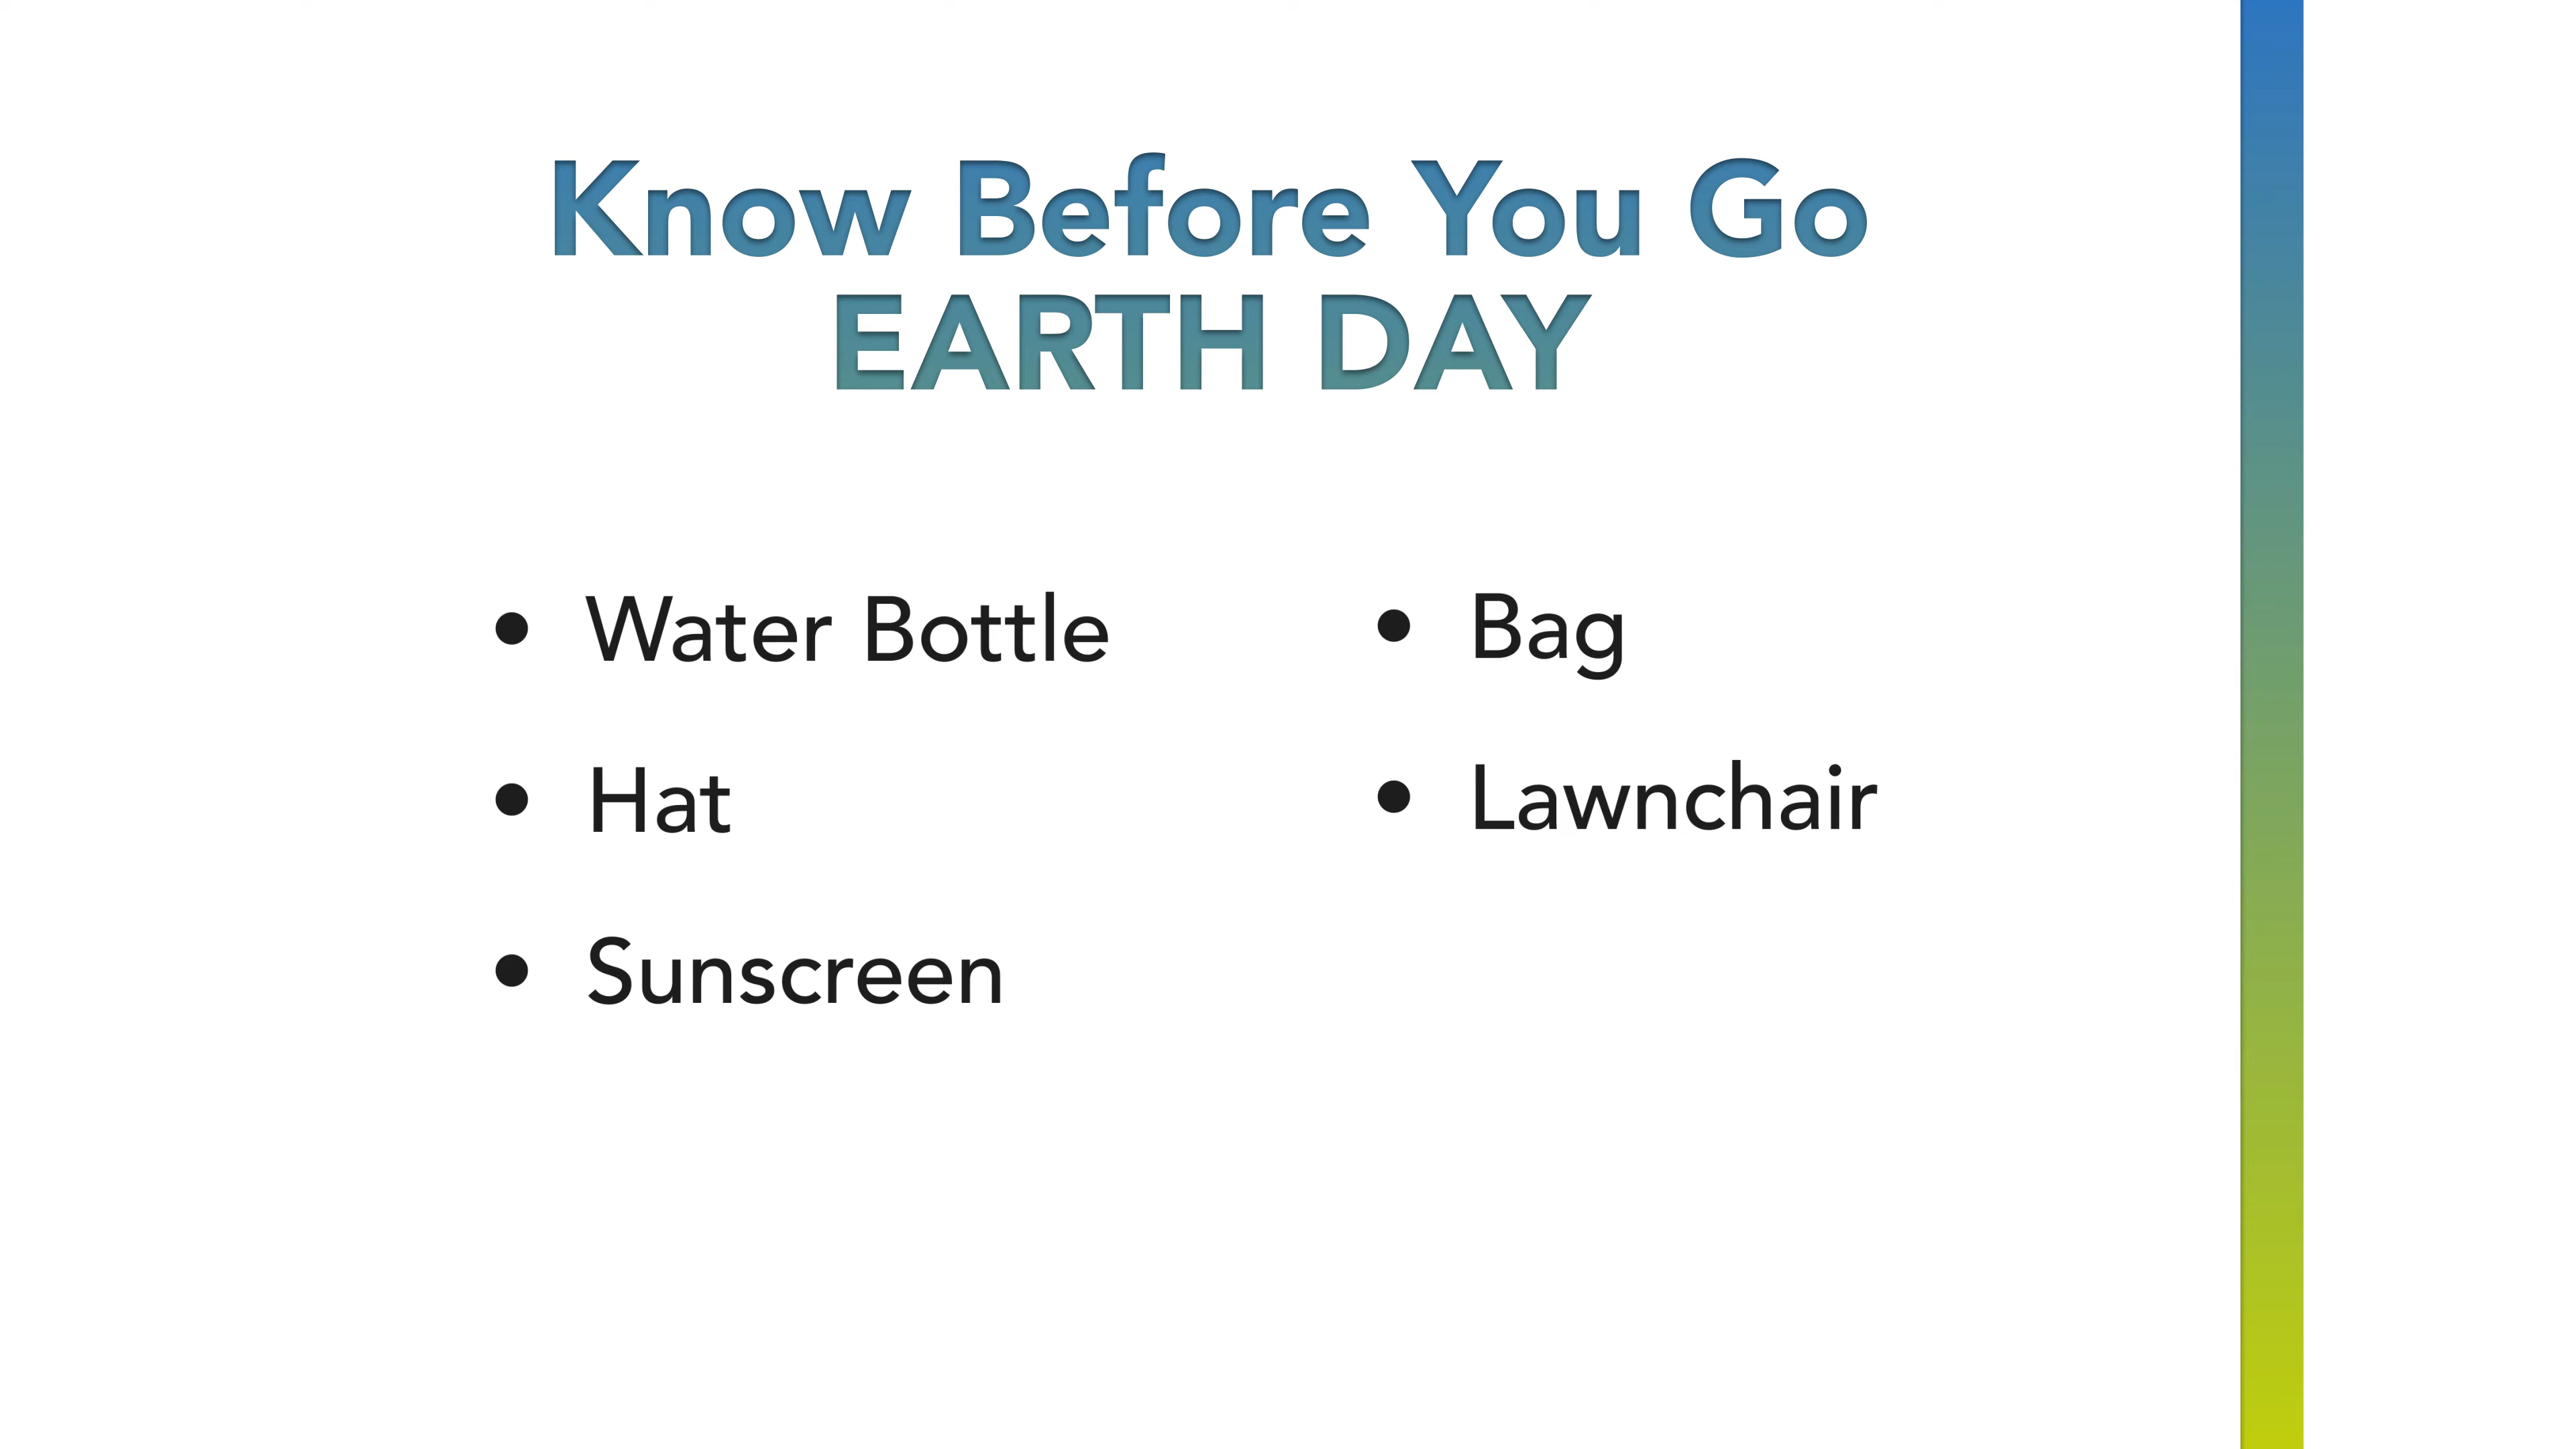 Know Before You Go
EARTH DAY
• Water Bottle
• Hat
• Sunscreen
• Bag
• Lawnchair